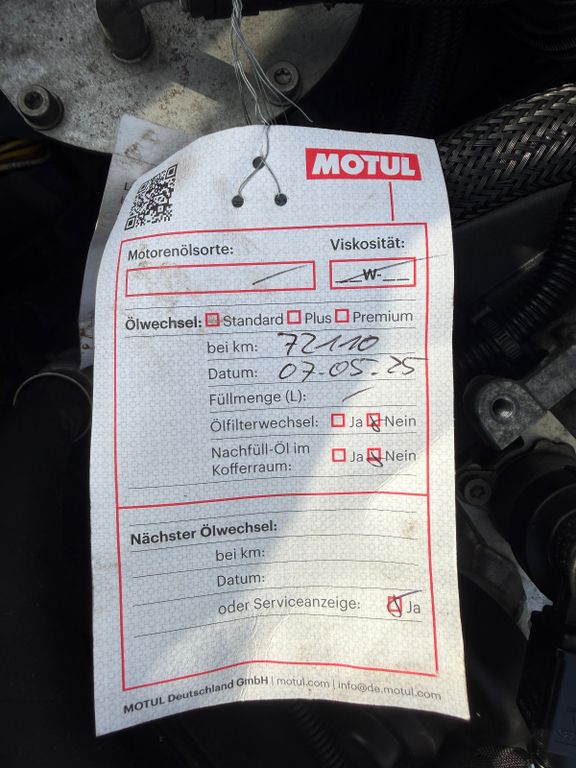 MOTUL
Motorenölsorte:
Viskosität:
__W-__
Ölwechsel: Standard Plus Premium
bei km: 72110
Datum: 07.05.25
Füllmenge (L):
Ölfilterwechsel: Ja Nein
Nachfüll-Öl im
Kofferraum: Ja Nein
Nächster Ölwechsel:
bei km:
Datum:
oder Serviceanzeige: Ja
MOTUL Deutschland GmbH | motul.com | info@de.motul.com